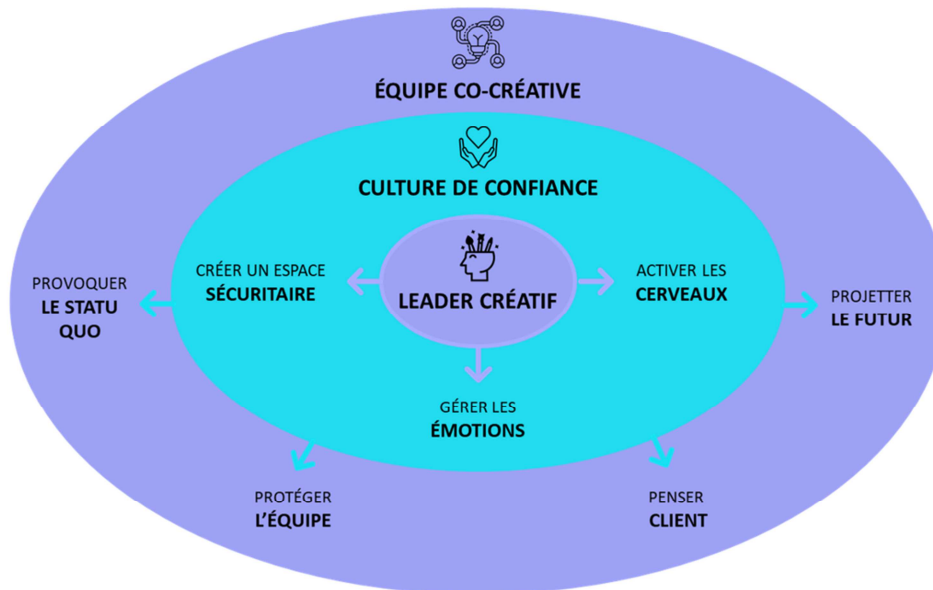 ÉQUIPE CO-CRÉATIVE
CULTURE DE CONFIANCE
LEADER CRÉATIF
CRÉER UN ESPACE
SÉCURITAIRE
ACTIVER LES
CERVEAUX
GÉRER LES
ÉMOTIONS
PROVOQUER
LE STATU
QUO
PROJETTER
LE FUTUR
PROTÉGER
L'ÉQUIPE
PENSER
CLIENT